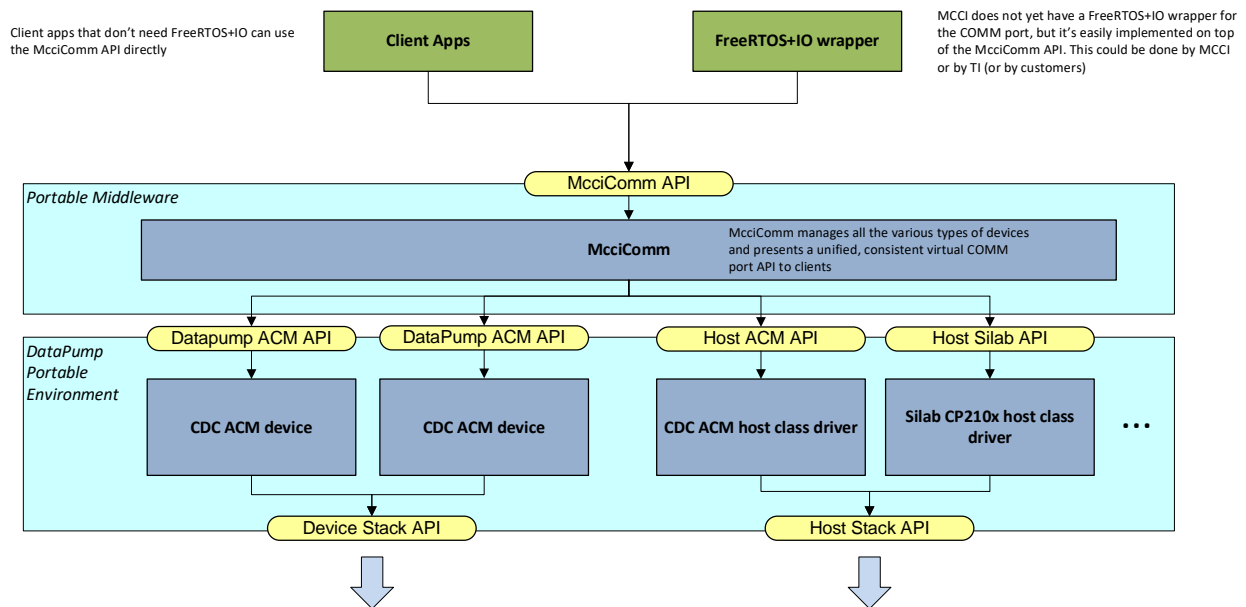 Client apps that don’t need FreeRTOS+IO can use
the McciComm API directly
Client Apps
FreeRTOS+IO wrapper
MCCI does not yet have a FreeRTOS+IO wrapper for
the COMM port, but it’s easily implemented on top
of the McciComm API. This could be done by MCCI
or by TI (or by customers)
McciComm API
Portable Middleware
McciComm
McciComm manages all the various types of devices
and presents a unified, consistent virtual COMM
port API to clients
Datapump ACM API
DataPump ACM API
Host ACM API
Host Silab API
DataPump
Portable
Environment
CDC ACM device
CDC ACM device
CDC ACM host class driver
Silab CP210x host class
driver
...
Device Stack API
Host Stack API